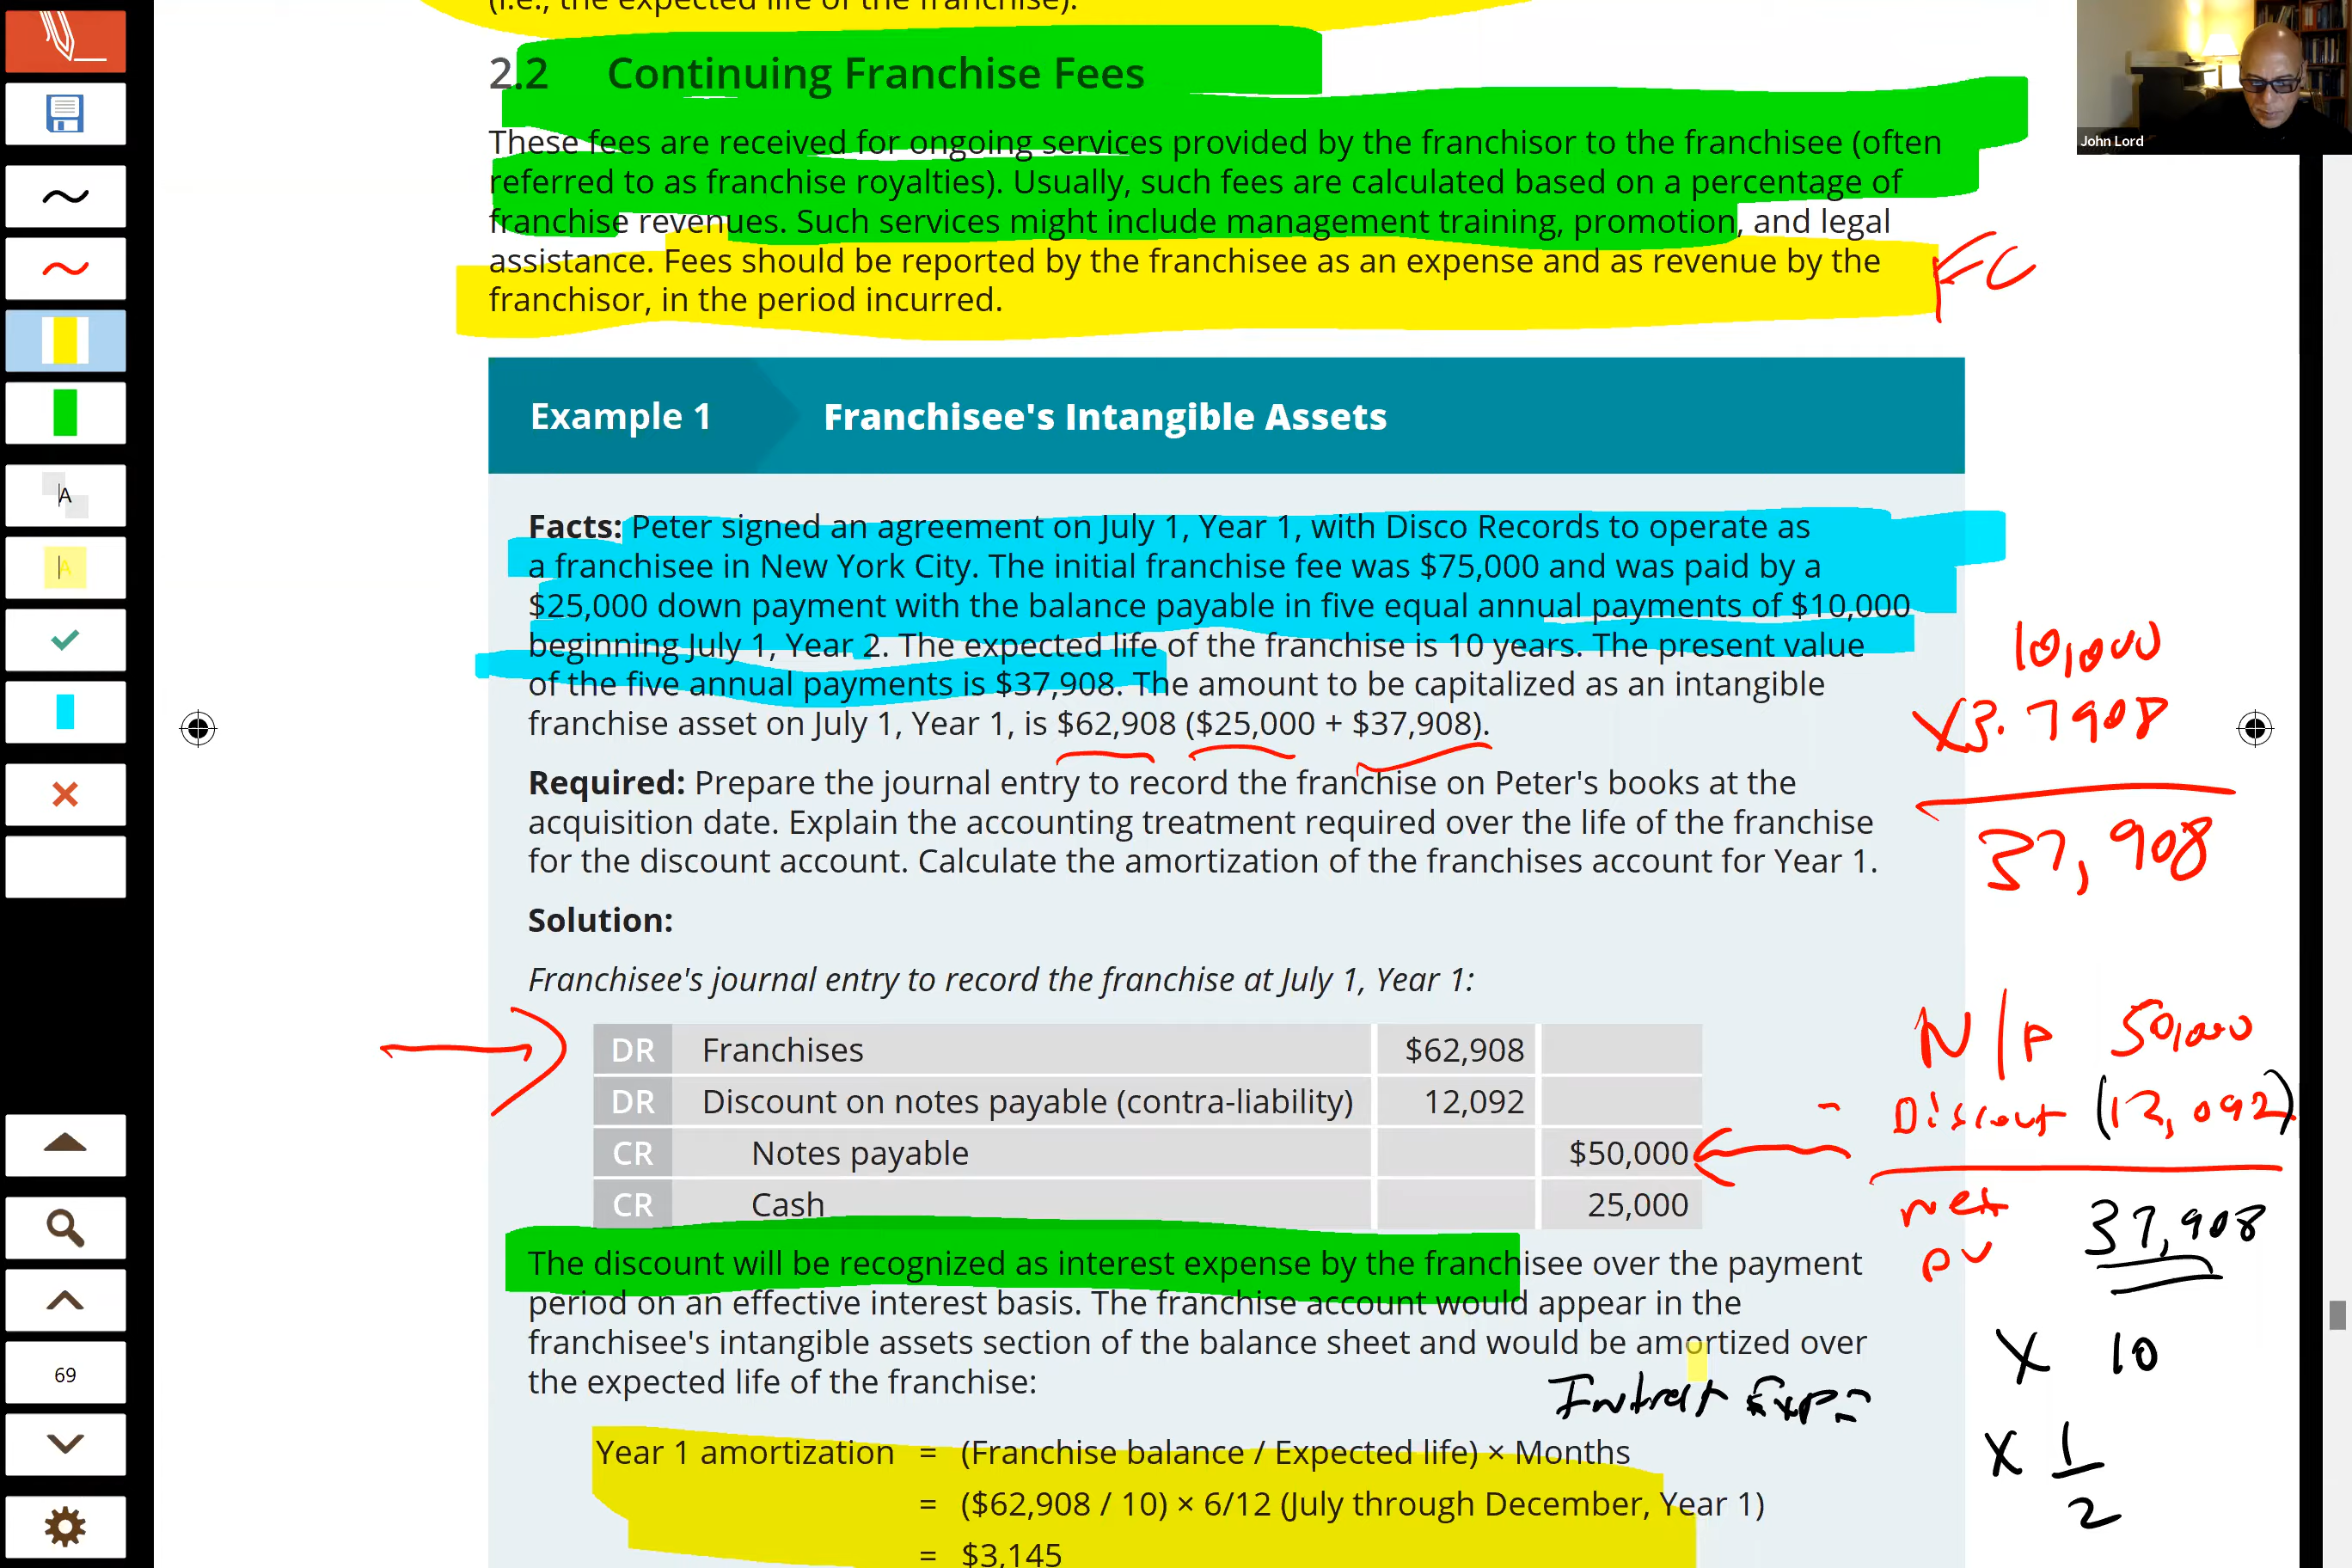 (i.e., the expected life of the franchise).
2.2 Continuing Franchise Fees
These fees are received for ongoing services provided by the franchisor to the franchisee (often
referred to as franchise royalties). Usually, such fees are calculated based on a percentage of
franchise revenues. Such services might include management training, promotion, and legal
assistance. Fees should be reported by the franchisee as an expense and as revenue by the
franchisor, in the period incurred.
John Lord
Example 1 Franchisee's Intangible Assets
Facts: Peter signed an agreement on July 1, Year 1, with Disco Records to operate as
a franchisee in New York City. The initial franchise fee was $75,000 and was paid by a
$25,000 down payment with the balance payable in five equal annual payments of $10,000
beginning July 1, Year 2. The expected life of the franchise is 10 years. The present value
of the five annual payments is $37,908. The amount to be capitalized as an intangible
franchise asset on July 1, Year 1, is $62,908 ($25,000 + $37,908).
10,000
X3.7908
37,908
Required: Prepare the journal entry to record the franchise on Peter's books at the
acquisition date. Explain the accounting treatment required over the life of the franchise
for the discount account. Calculate the amortization of the franchises account for Year 1.
Solution:
Franchisee's journal entry to record the franchise at July 1, Year 1:
DR Franchises $62,908
DR Discount on notes payable (contra-liability) 12,092
CR Notes payable $50,000
CR Cash 25,000
N/P 50,000
- Discout (12,092)
net 37,908
PV
X 10
X 1/2
The discount will be recognized as interest expense by the franchisee over the payment
period on an effective interest basis. The franchise account would appear in the
franchisee's intangible assets section of the balance sheet and would be amortized over
the expected life of the franchise:
Year 1 amortization = (Franchise balance / Expected life) × Months
= ($62,908 / 10) × 6/12 (July through December, Year 1)
= $3,145
A
A
69